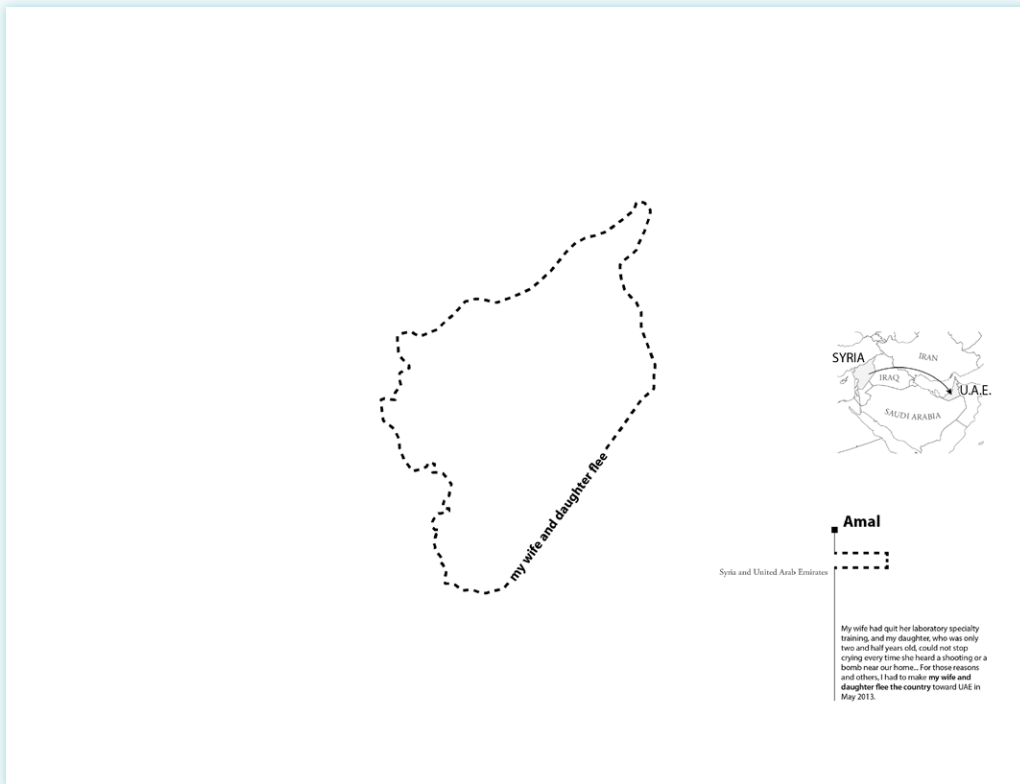 my wife and daughter flee
SYRIA
IRAN
IRAQ
U.A.E.
SAUDI ARABIA
Amal
Syria and United Arab Emirates
My wife had quit her laboratory specialty
training, and my daughter, who was only
two and half years old, could not stop
crying every time she heard a shooting or a
bomb near our home... For those reasons
and others, I had to make my wife and
daughter flee the country toward UAE in
May 2013.